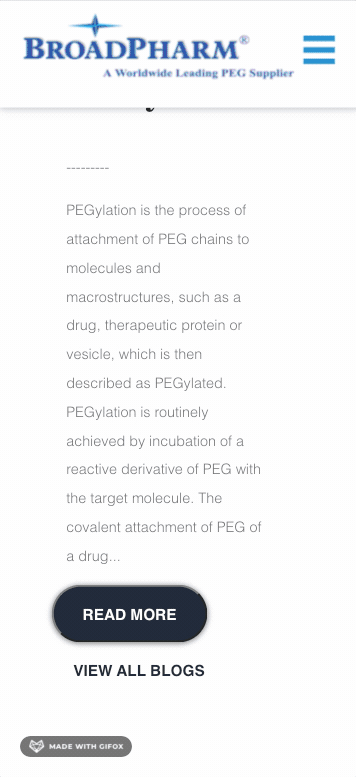 BROADPHARM®
A Worldwide Leading PEG Supplier
---------
PEGylation is the process of
attachment of PEG chains to
molecules and
macrostructures, such as a
drug, therapeutic protein or
vesicle, which is then
described as PEGylated.
PEGylation is routinely
achieved by incubation of a
reactive derivative of PEG with
the target molecule. The
covalent attachment of PEG of
a drug...
READ MORE
VIEW ALL BLOGS
MADE WITH GIFOX